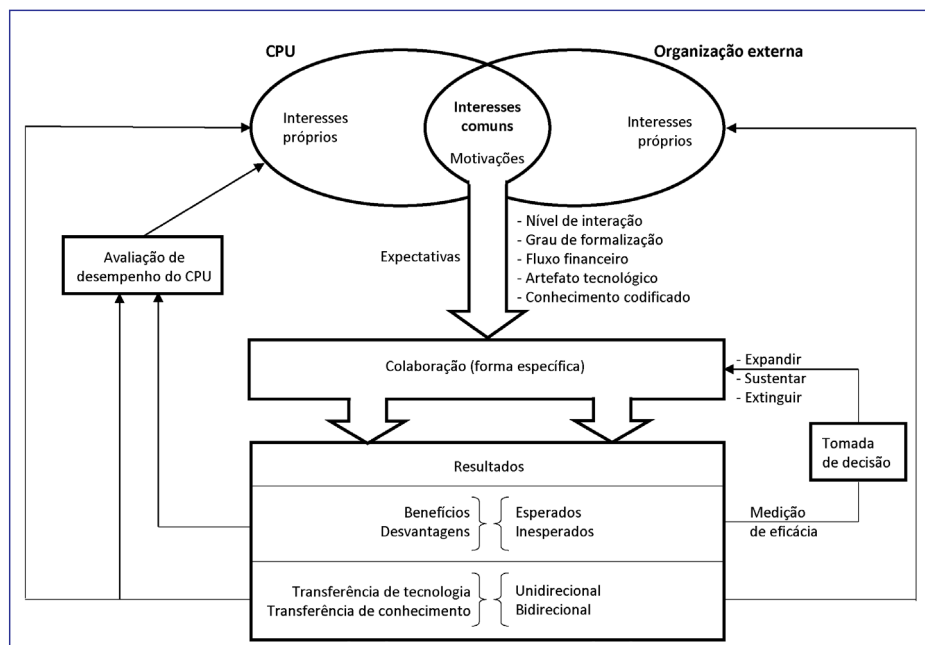 CPU
Organização externa
Interesses
próprios
Interesses
comuns
Motivações
Interesses
próprios
Avaliação de
desempenho do CPU
Expectativas
- Nível de interação
- Grau de formalização
- Fluxo financeiro
- Artefato tecnológico
- Conhecimento codificado
Colaboração (forma específica)
- Expandir
- Sustentar
- Extinguir
Tomada
de decisão
Resultados
Benefícios
Desvantagens
Esperados
Inesperados
Medição
de eficácia
Transferência de tecnologia
Transferência de conhecimento
Unidirecional
Bidirecional